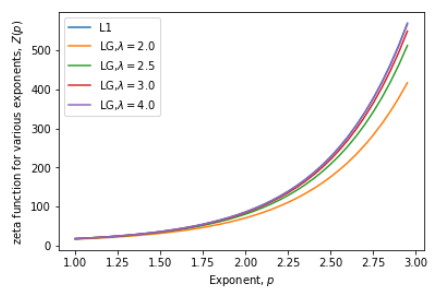 zeta function for various exponents, Z(p)
500
400
300
200
100
0
L1
LG,λ = 2.0
LG,λ = 2.5
LG,λ = 3.0
LG,λ = 4.0
1.00 1.25 1.50 1.75 2.00 2.25 2.50 2.75 3.00
Exponent, p